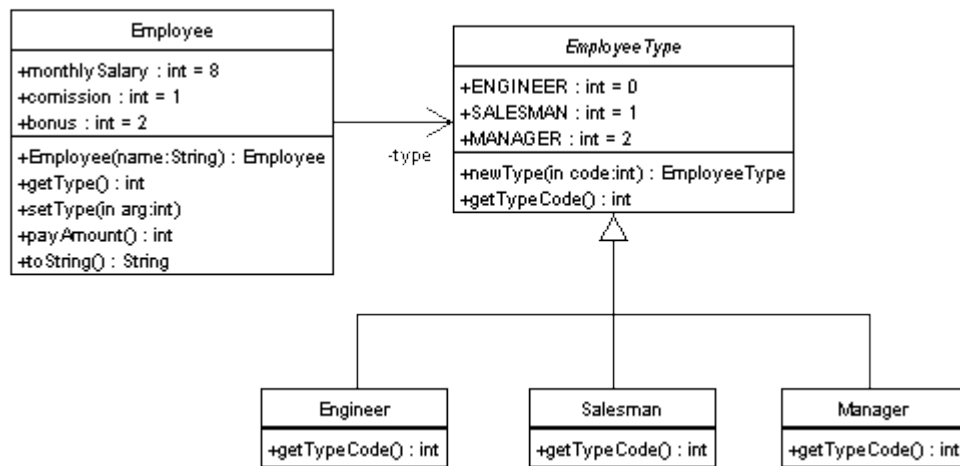 Employee
+monthlySalary : int = 8
+comission : int = 1
+bonus : int = 2
+Employee(name:String) : Employee
+getType() : int
+setType(in arg:int)
+payAmount() : int
+toString() : String
-type
EmployeeType
+ENGINEER : int = 0
+SALESMAN : int = 1
+MANAGER : int = 2
+newType(in code:int) : EmployeeType
+getTypeCode() : int
Engineer
+getTypeCode() : int
Salesman
+getTypeCode() : int
Manager
+getTypeCode() : int